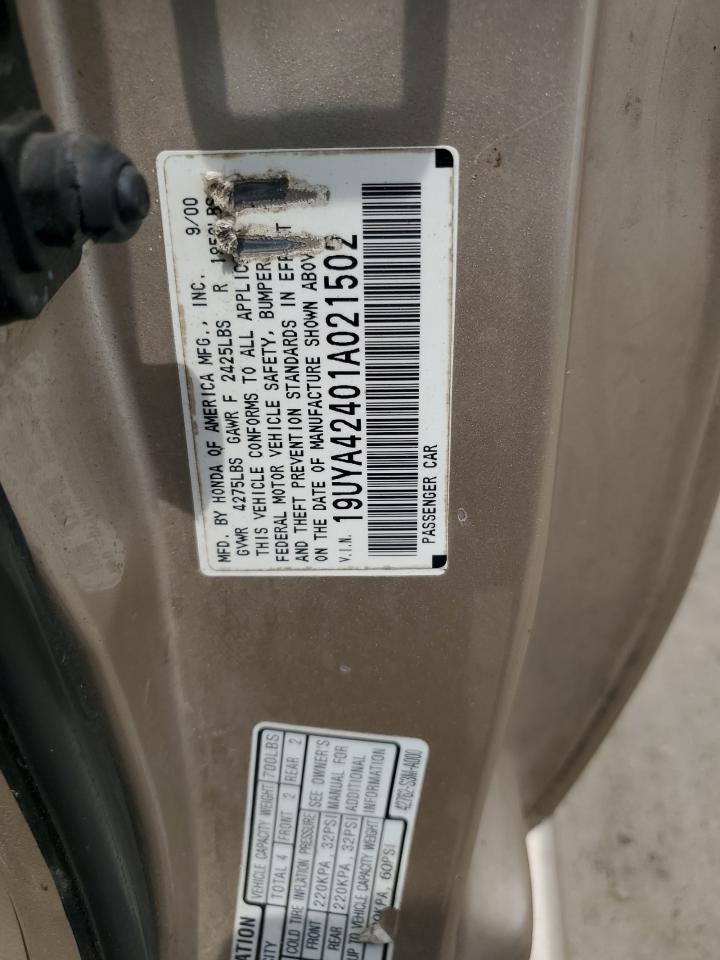 MFD. BY HONDA OF AMERICA MFG., INC. 9/00
GVWR 4275LBS GAWR F 2425LBS R
THIS VEHICLE CONFORMS TO ALL
FEDERAL MOTOR VEHICLE SAFETY, BUMPER,
AND THEFT PREVENTION STANDARDS IN
ON THE DATE OF MANUFACTURE SHOWN
V.I.N. 19UYA42401A021502
PASSENGER CAR
VEHICLE CAPACITY WEIGHT 700LBS
TOTAL 4 FRONT 2 REAR 2
COLD TIRE INFLATION PRESSURE SEE OWNER'S
FRONT 220KPA, 32PSI MANUAL FOR
REAR 220KPA, 32PSI ADDITIONAL
UP TO VEHICLE CAPACITY WEIGHT INFORMATION
60PSI
42762-S3M-A000